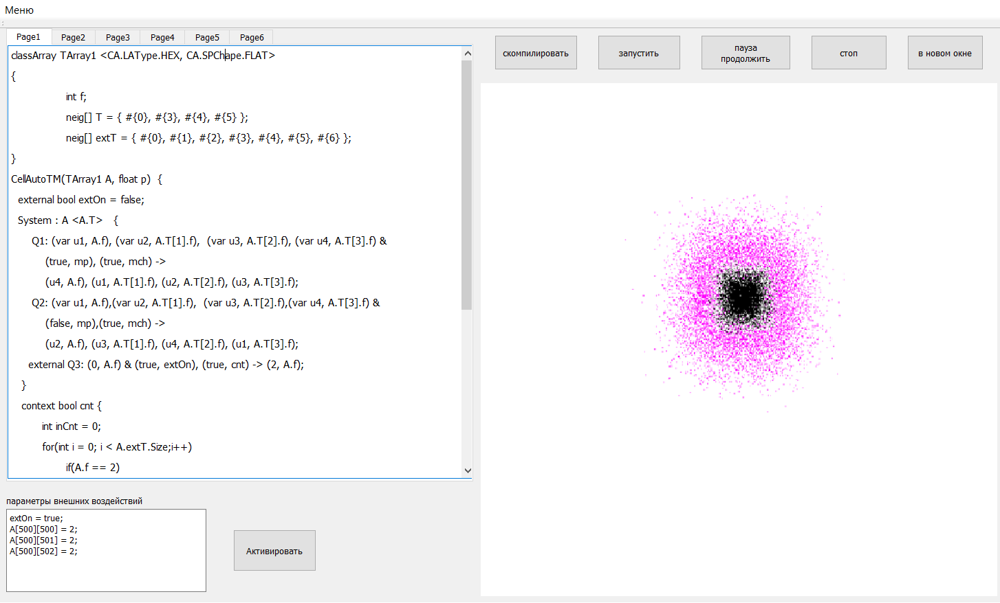 Меню
Page1 Page2 Page3 Page4 Page5 Page6
classArray TArray1 <CA.LAType.HEX, CA.SPChape.FLAT>
{
int f;
neig[] T = { #{0}, #{3}, #{4}, #{5} };
neig[] extT = { #{0}, #{1}, #{2}, #{3}, #{4}, #{5}, #{6} };
}
CellAutoTM(TArray1 A, float p) {
external bool extOn = false;
System : A <A.T> {
Q1: (var u1, A.f), (var u2, A.T[1].f), (var u3, A.T[2].f), (var u4, A.T[3].f) &
(true, mp), (true, mch) ->
(u4, A.f), (u1, A.T[1].f), (u2, A.T[2].f), (u3, A.T[3].f);
Q2: (var u1, A.f),(var u2, A.T[1].f), (var u3, A.T[2].f),(var u4, A.T[3].f) &
(false, mp),(true, mch) ->
(u2, A.f), (u3, A.T[1].f), (u4, A.T[2].f), (u1, A.T[3].f);
external Q3: (0, A.f) & (true, extOn), (true, cnt) -> (2, A.f);
}
context bool cnt {
int inCnt = 0;
for(int i = 0; i < A.extT.Size;i++)
if(A.f == 2)
параметры внешних воздействий
extOn = true;
A[500][500] = 2;
A[500][501] = 2;
A[500][502] = 2;
Активировать
скомпилировать
запустить
пауза
продолжить
стоп
в новом окне